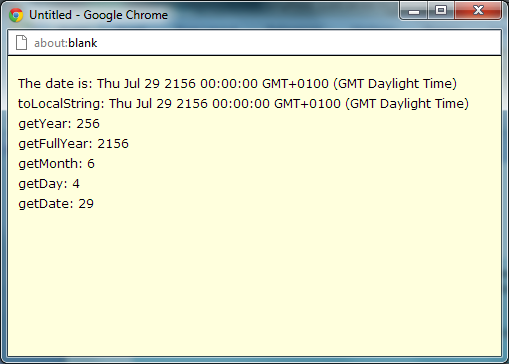 Untitled - Google Chrome
about:blank
The date is: Thu Jul 29 2156 00:00:00 GMT+0100 (GMT Daylight Time)
toLocalString: Thu Jul 29 2156 00:00:00 GMT+0100 (GMT Daylight Time)
getYear: 256
getFullYear: 2156
getMonth: 6
getDay: 4
getDate: 29